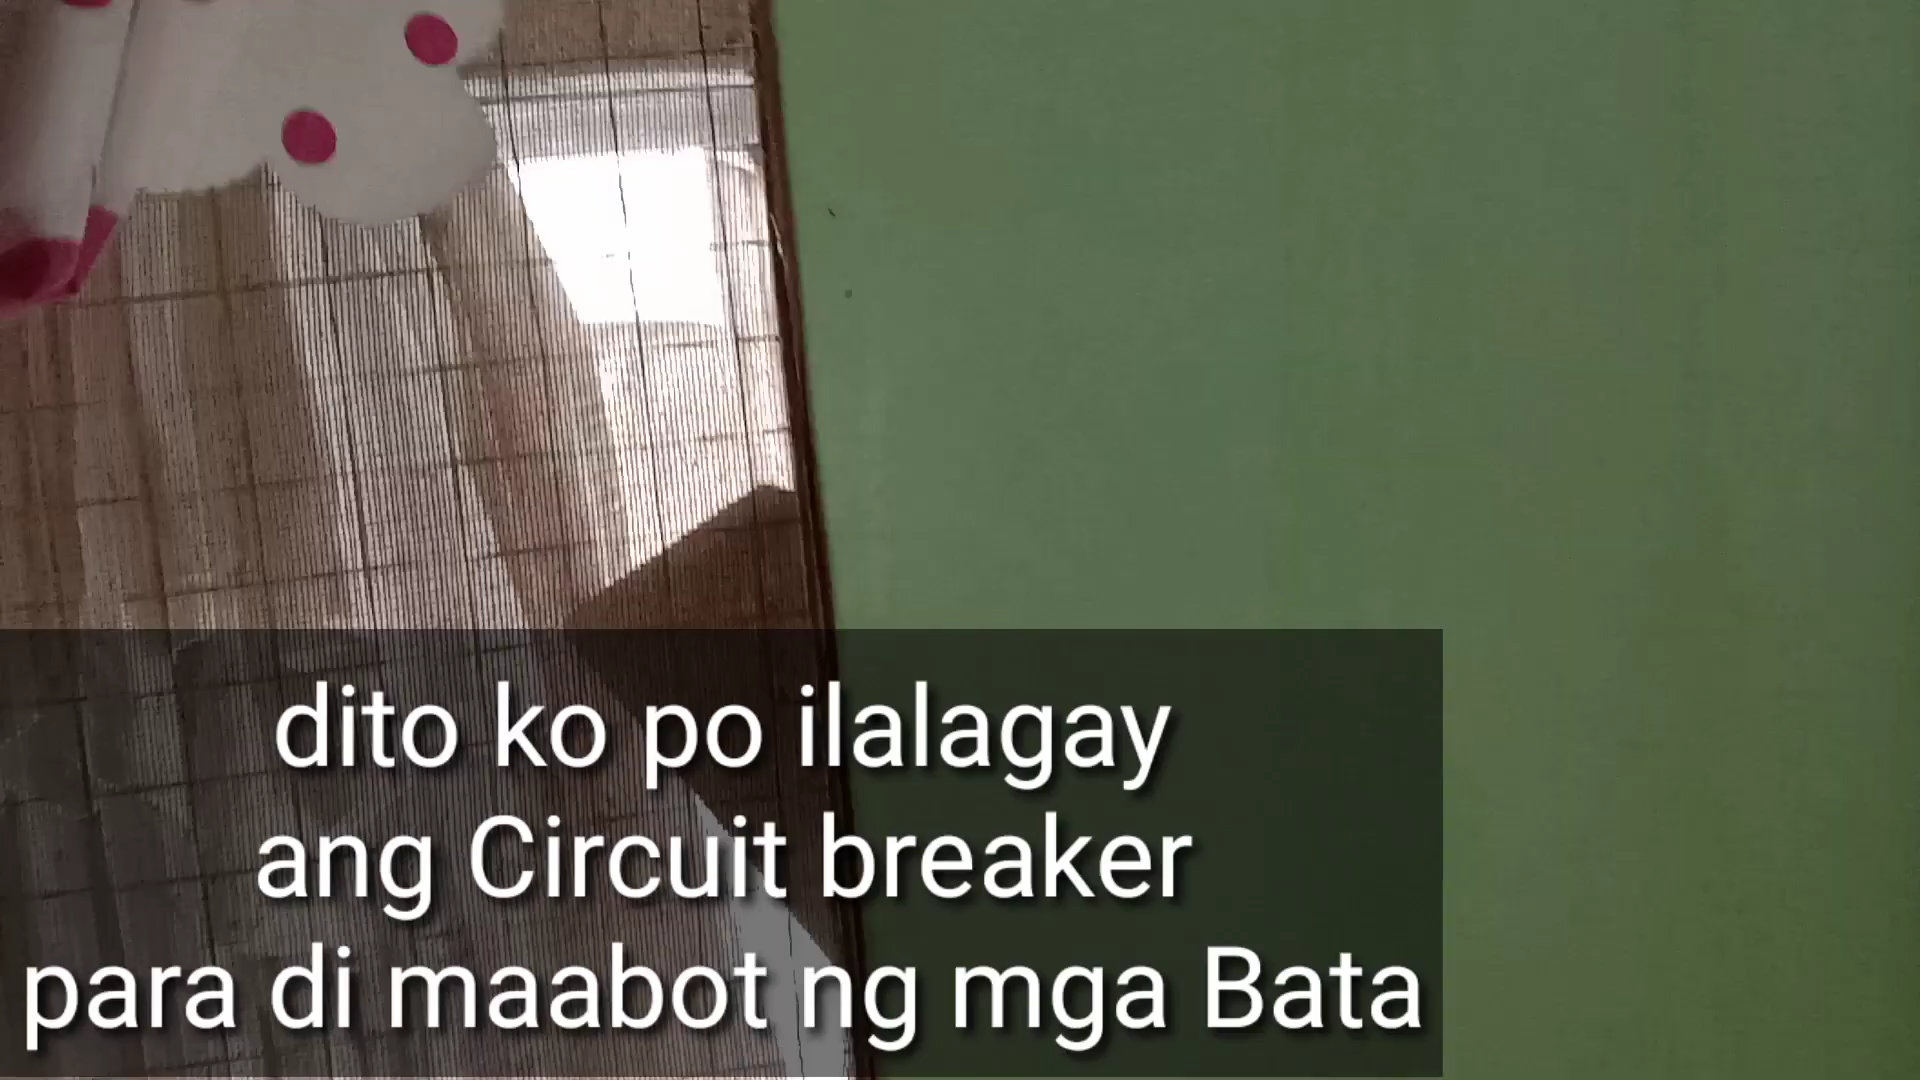 dito ko po ilalagay
ang Circuit breaker
para di maabot ng mga Bata